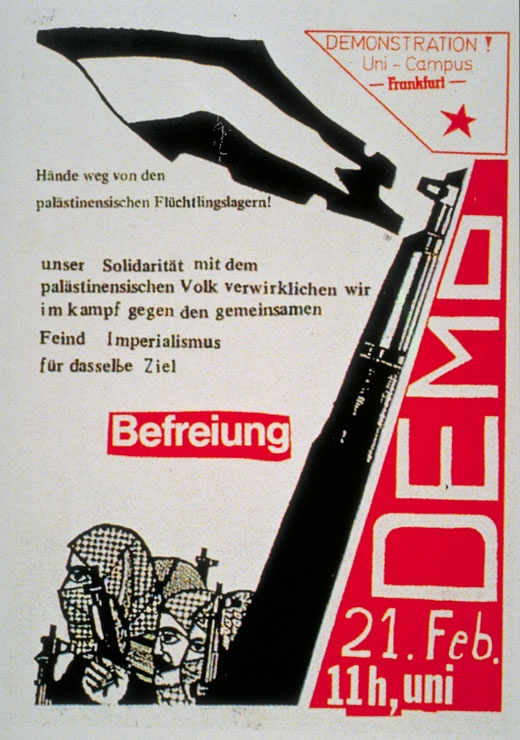 DEMONSTRATION !
Uni - Campus
— Frankfurt —
Hände weg von den
palästinensischen Flüchtlingslagern!
unser Solidarität mit dem
palästinensischen Volk verwirklichen wir
im kampf gegen den gemeinsamen
Feind Imperialismus
für dasselbe Ziel
Befreiung
DEMO
21. Feb.
11h, uni